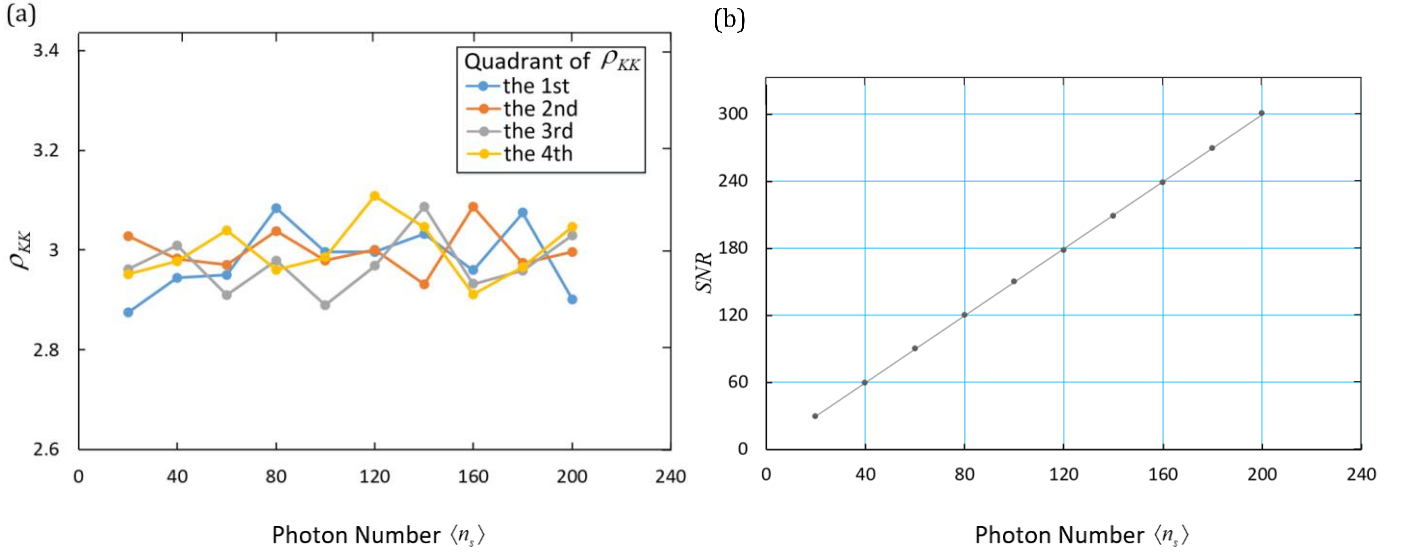 (a)
3.4
3.2
3
2.8
2.6
ρKK
0 40 80 120 160 200 240
Photon Number ⟨ns⟩
Quadrant of ρKK
the 1st
the 2nd
the 3rd
the 4th
(b)
300
240
180
120
60
0
SNR
0 40 80 120 160 200 240
Photon Number ⟨ns⟩